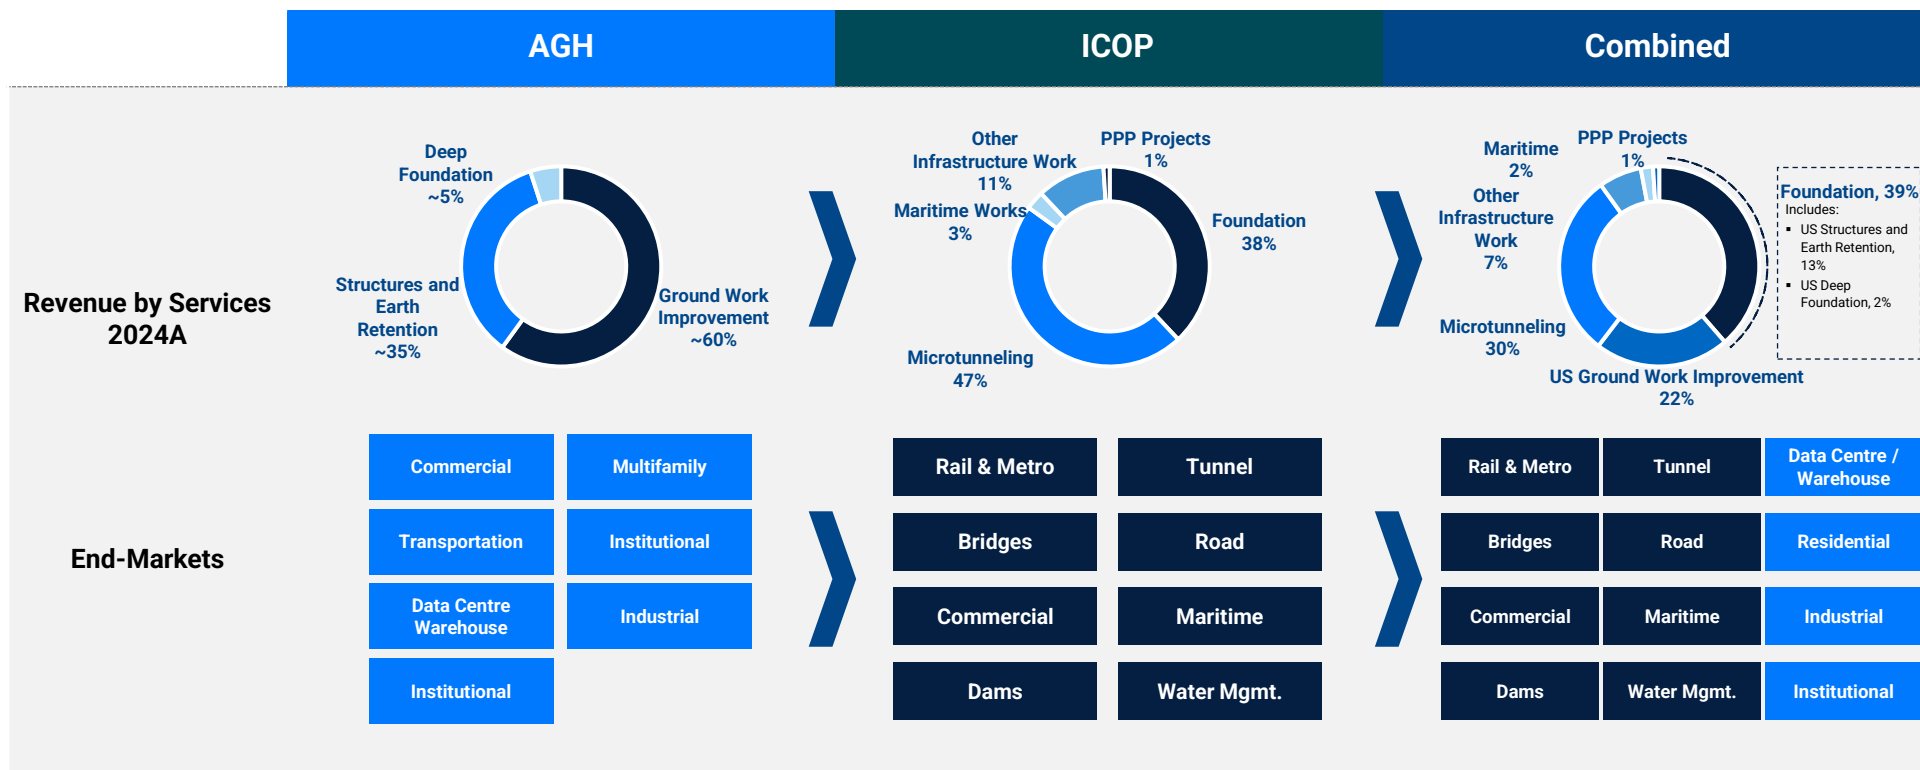 AGH
ICOP
Combined
Revenue by Services
2024A
Deep
Foundation
~5%
Structures and
Earth
Retention
~35%
Ground Work
Improvement
~60%
Other
Infrastructure Work
11%
PPP Projects
1%
Maritime Works
3%
Foundation
38%
Microtunneling
47%
Maritime
2%
PPP Projects
1%
Other
Infrastructure
Work
7%
Microtunneling
30%
US Ground Work Improvement
22%
Foundation, 39%
Includes:
▪ US Structures and
Earth Retention,
13%
▪ US Deep
Foundation, 2%
End-Markets
Commercial
Multifamily
Transportation
Institutional
Data Centre
Warehouse
Industrial
Institutional
Rail & Metro
Tunnel
Bridges
Road
Commercial
Maritime
Dams
Water Mgmt.
Rail & Metro
Tunnel
Data Centre /
Warehouse
Bridges
Road
Residential
Commercial
Maritime
Industrial
Dams
Water Mgmt.
Institutional